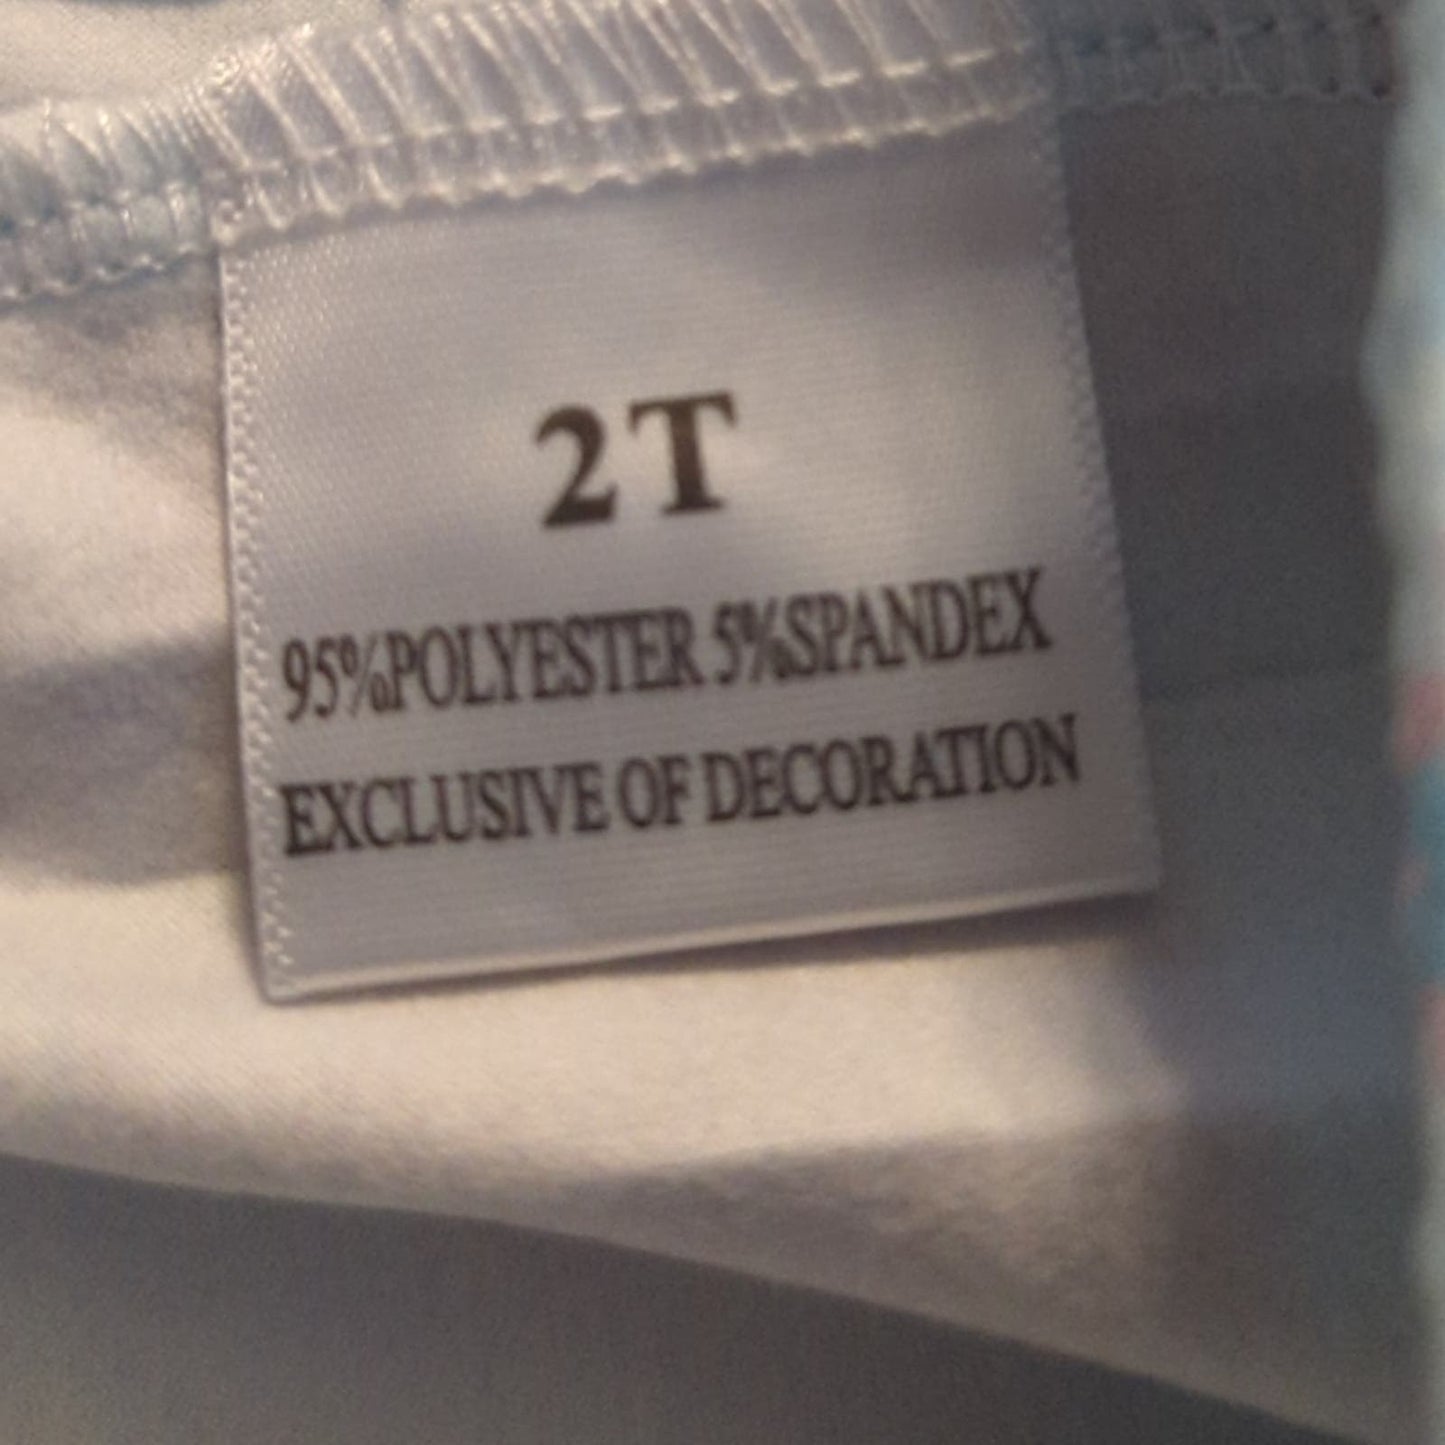 2T
95%POLYESTER 5%SPANDEX
EXCLUSIVE OF DECORATION